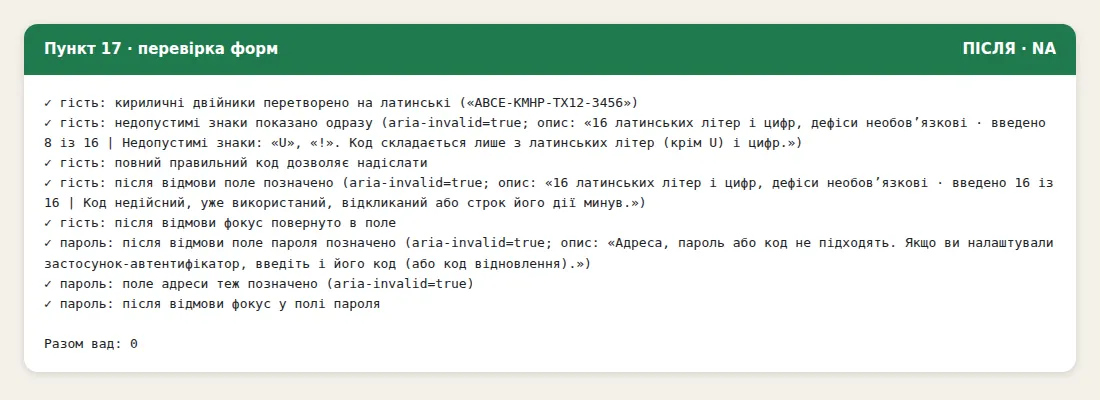 Пункт 17 · перевірка форм
ПІСЛЯ · NA
✓ гість: кириличні двійники перетворено на латинські («ABCE-KMHP-TX12-3456»)
✓ гість: недопустимі знаки показано одразу (aria-invalid=true; опис: «16 латинських літер і цифр, дефіси необов’язкові · введено
8 із 16 | Недопустимі знаки: «U», «!». Код складається лише з латинських літер (крім U) і цифр.»)
✓ гість: повний правильний код дозволяє надіслати
✓ гість: після відмови поле позначено (aria-invalid=true; опис: «16 латинських літер і цифр, дефіси необов’язкові · введено 16 із
16 | Код недійсний, уже використаний, відкликаний або строк його дії минув.»)
✓ гість: після відмови фокус повернуто в поле
✓ пароль: після відмови поле пароля позначено (aria-invalid=true; опис: «Адреса, пароль або код не підходять. Якщо ви налаштували
застосунок-автентифікатор, введіть і його код (або код відновлення).»)
✓ пароль: поле адреси теж позначено (aria-invalid=true)
✓ пароль: після відмови фокус у полі пароля
Разом вад: 0